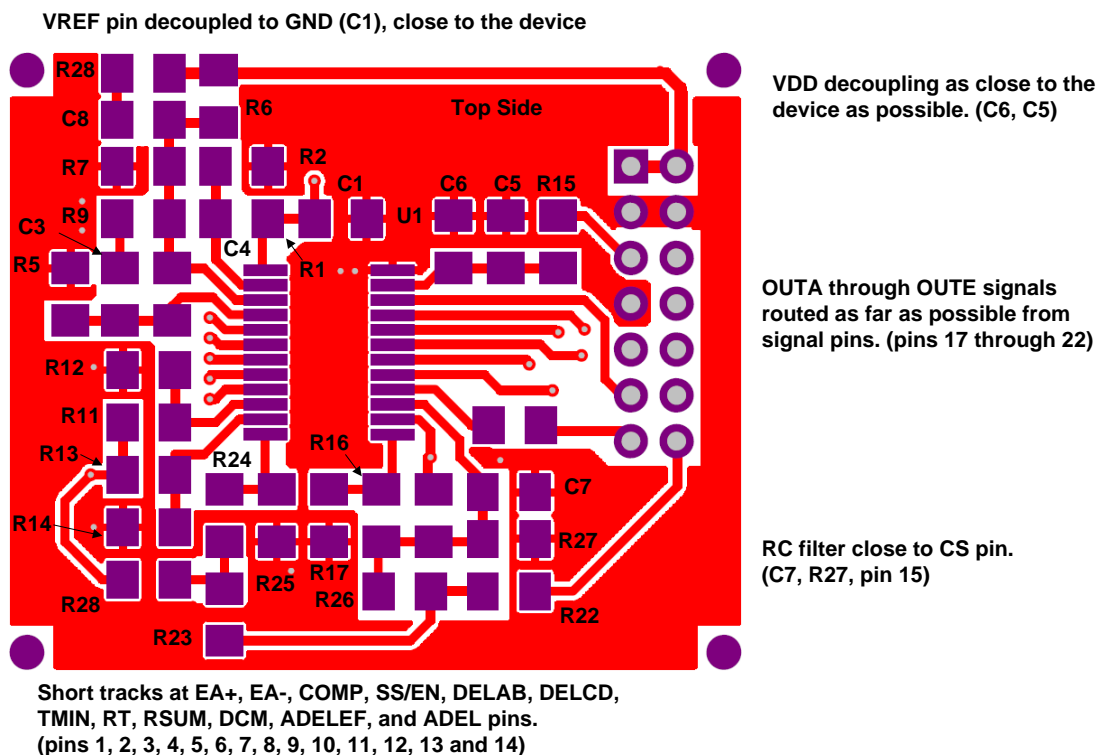 VREF pin decoupled to GND (C1), close to the device
R28
C8
R6
Top Side
VDD decoupling as close to the
device as possible. (C6, C5)
R7
R2
C1
C6
C5
R15
R9
U1
C3
C4
R5
R1
OUTA through OUTE signals
routed as far as possible from
signal pins. (pins 17 through 22)
R12
R11
R13
R16
R24
C7
R14
R27
RC filter close to CS pin.
(C7, R27, pin 15)
R25
R17
R28
R26
R22
R23
Short tracks at EA+, EA-, COMP, SS/EN, DELAB, DELCD,
TMIN, RT, RSUM, DCM, ADELEF, and ADEL pins.
(pins 1, 2, 3, 4, 5, 6, 7, 8, 9, 10, 11, 12, 13 and 14)